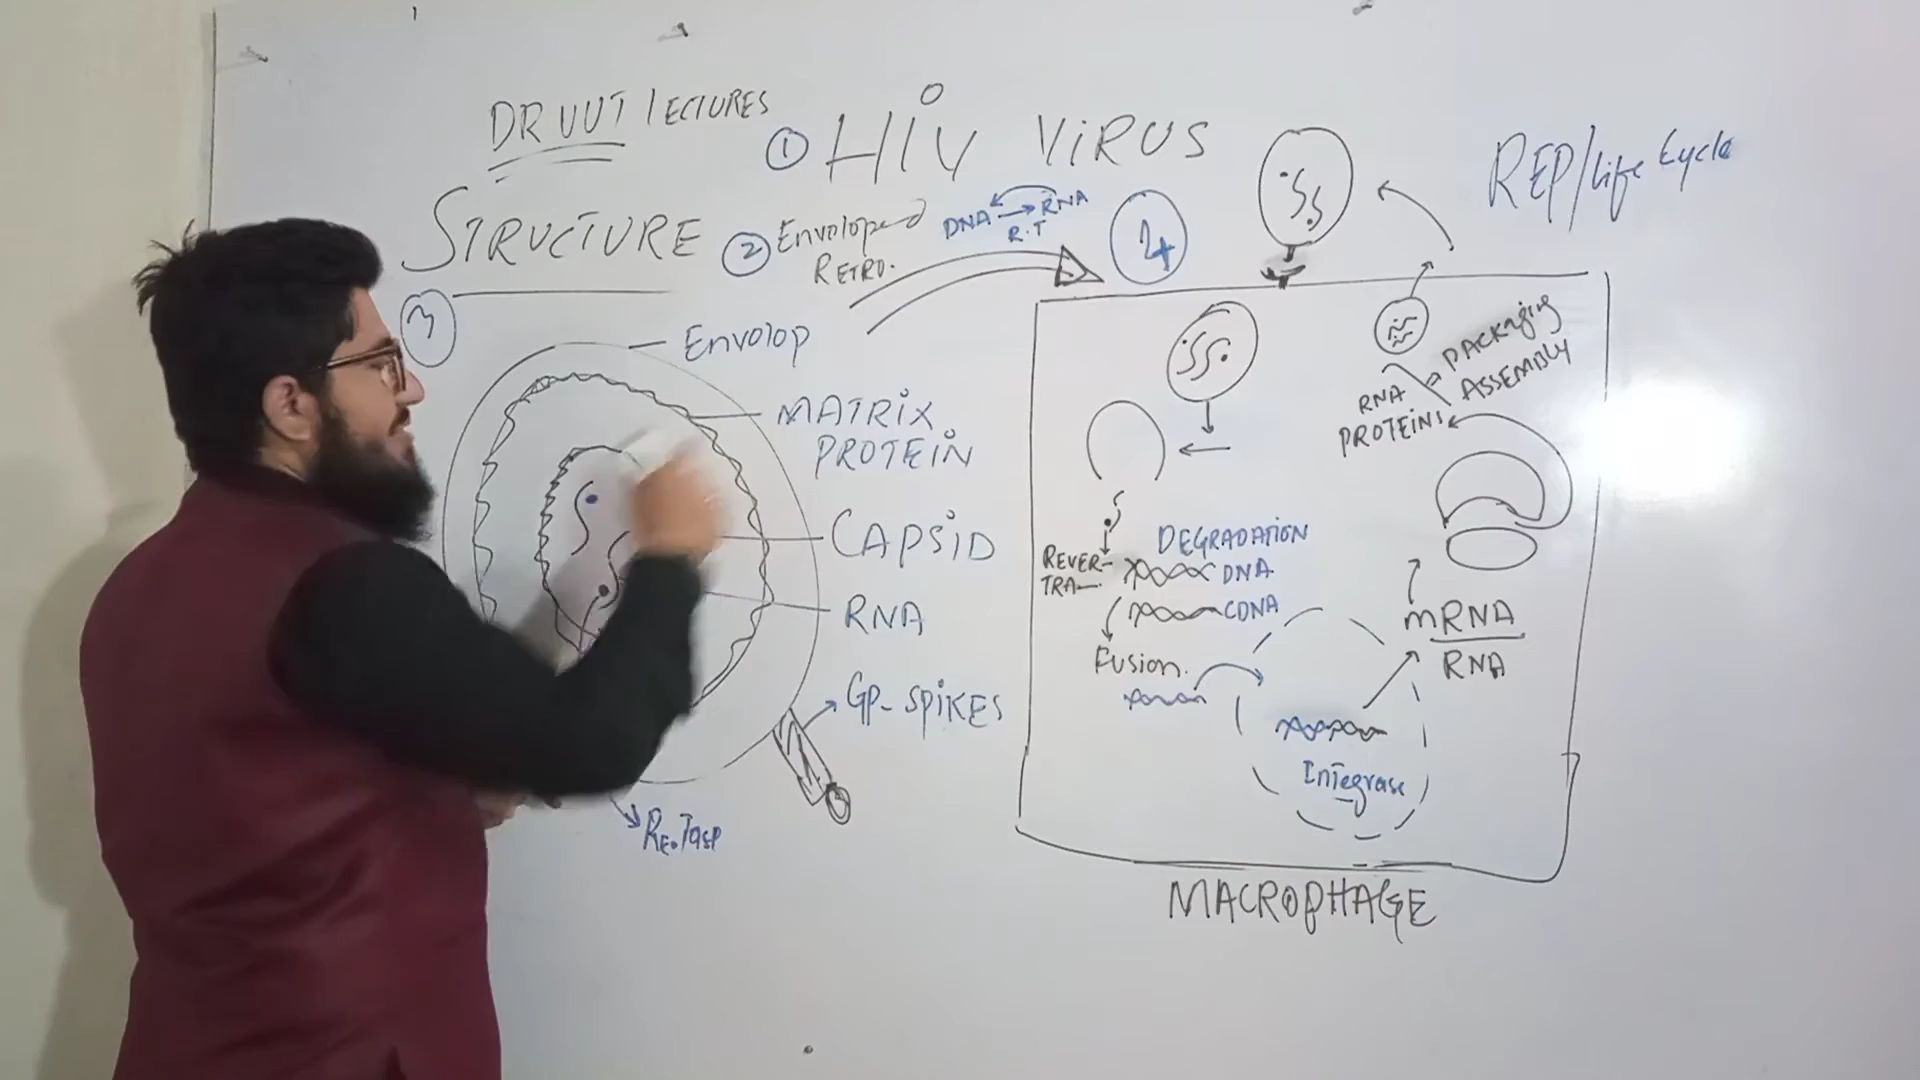 DR UUT LECTURES
① HiV ViRUS
REP/Life Cycle
STRUCTURE
② Enveloped
RETRO.
DNA RNA
R.T
4
3
Envolop
MATRiX
PROTEiN
CAPSiD
RNA
GP-SPiKES
Re.Tasp
PACKAging
ASSEMBLY
RNA
PROTEiNS
DEGRADATiON
REVER-
TRA-
DNA
CDNA
Fusion.
mRNA
RNA
Integrase
MACROPHAGE